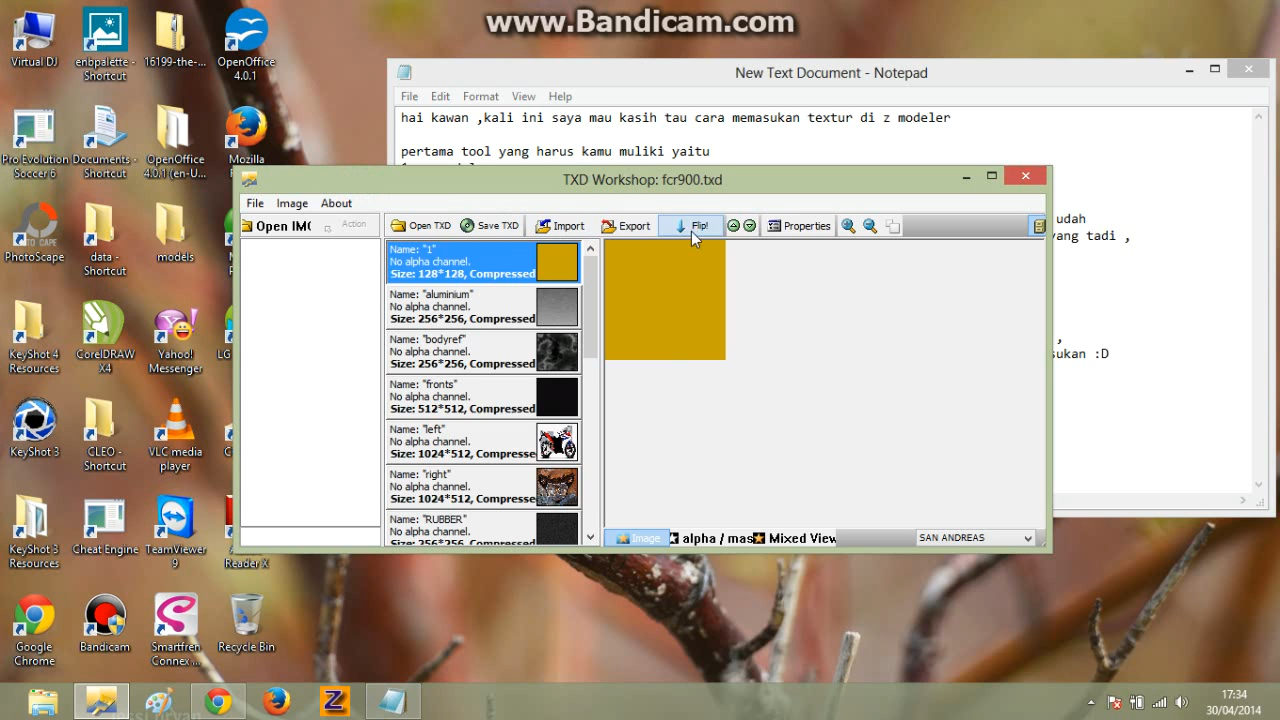 www.Bandicam.com
Virtual DJ
enopalette - Shortcut
16199-the-...
OpenOffice 4.0.1
Pro Evolution Soccer 6
Documents - Shortcut
OpenOffice 4.0.1 (en-U...
Mozilla
PhotoScape
data - Shortcut
models
KeyShot 4 Resources
CorelDRAW X4
Yahoo! Messenger
LG
KeyShot 3
CLEO - Shortcut
VLC media player
KeyShot 3 Resources
Cheat Engine
TeamViewer 9
Reader X
Google Chrome
Bandicam
Smartfren Connex ...
Recycle Bin
New Text Document - Notepad
File Edit Format View Help
hai kawan ,kali ini saya mau kasih tau cara memasukan textur di z modeler
pertama tool yang harus kamu muliki yaitu
udah
yang tadi ,
,
sukan :D
TXD Workshop: fcr900.txd
File Image About
Open IMG Action Open TXD Save TXD Import Export Flip! Properties
Name: "1"
No alpha channel.
Size: 128*128, Compressed
Name: "aluminium"
No alpha channel.
Size: 256*256, Compressed
Name: "bodyref"
No alpha channel.
Size: 256*256, Compressed
Name: "fronts"
No alpha channel.
Size: 512*512, Compressed
Name: "left"
No alpha channel.
Size: 1024*512, Compressed
Name: "right"
No alpha channel.
Size: 1024*512, Compressed
Name: "RUBBER"
No alpha channel.
Size: 256*256, Compressed
Image alpha / mas Mixed View SAN ANDREAS
17:34
30/04/2014